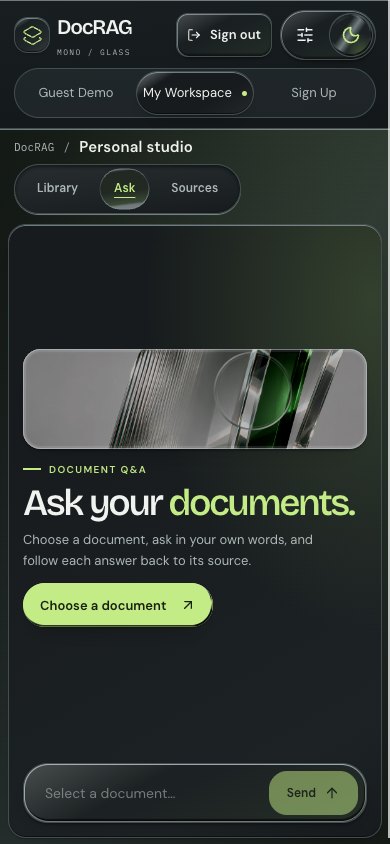 DocRAG
MONO / GLASS
Sign out
Guest Demo
My Workspace
Sign Up
DocRAG / Personal studio
Library
Ask
Sources
DOCUMENT Q&A
Ask your documents.
Choose a document, ask in your own words, and
follow each answer back to its source.
Choose a document
Select a document...
Send